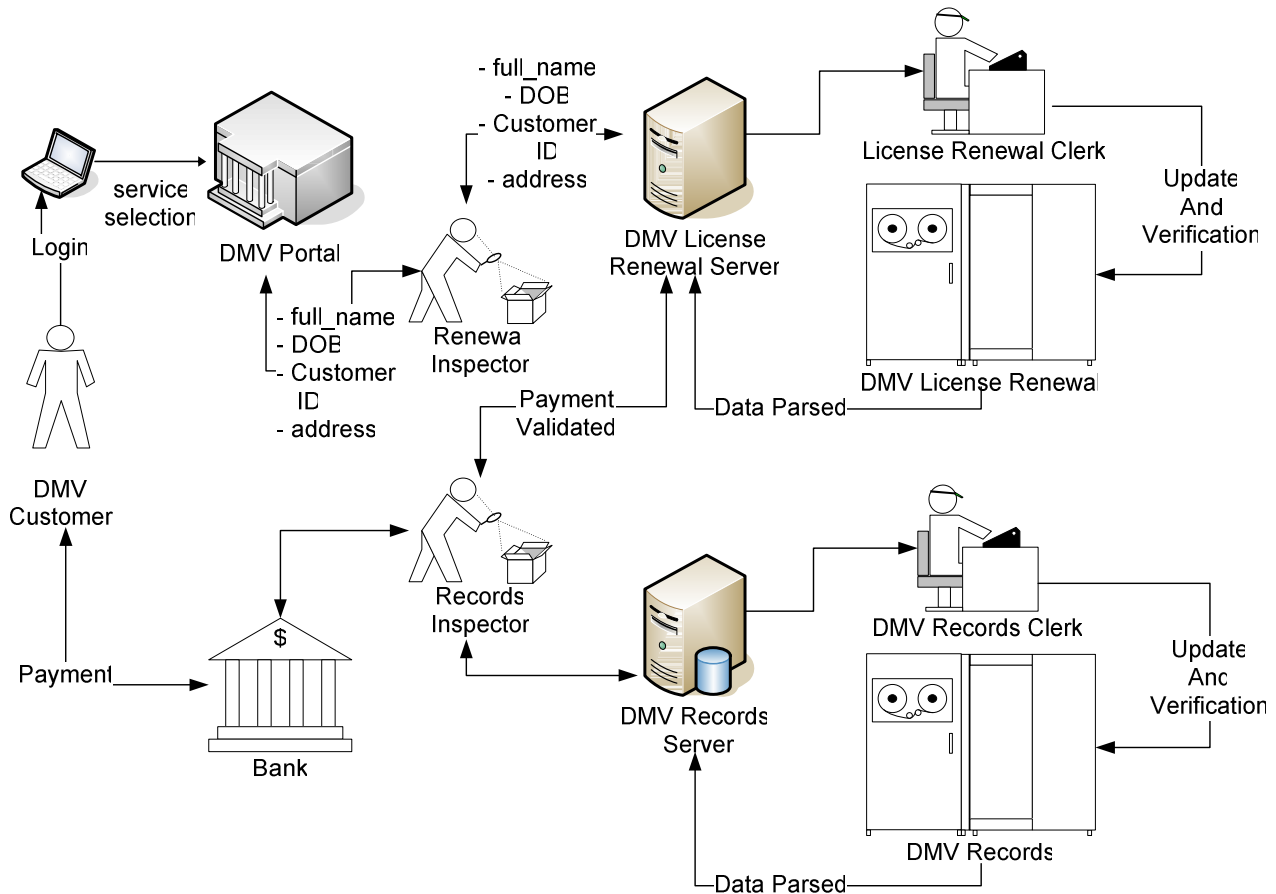 - full_name
- DOB
- Customer
ID
- address
License Renewal Clerk
Update
And
Verification
service
selection
Login
DMV Portal
DMV License
Renewal Server
- full_name
- DOB
- Customer
ID
- address
Renewa
Inspector
DMV License Renewal
Payment
Validated
Data Parsed
DMV
Customer
Records
Inspector
DMV Records Clerk
$
Update
And
Verification
Payment
DMV Records
Server
Bank
DMV Records
Data Parsed